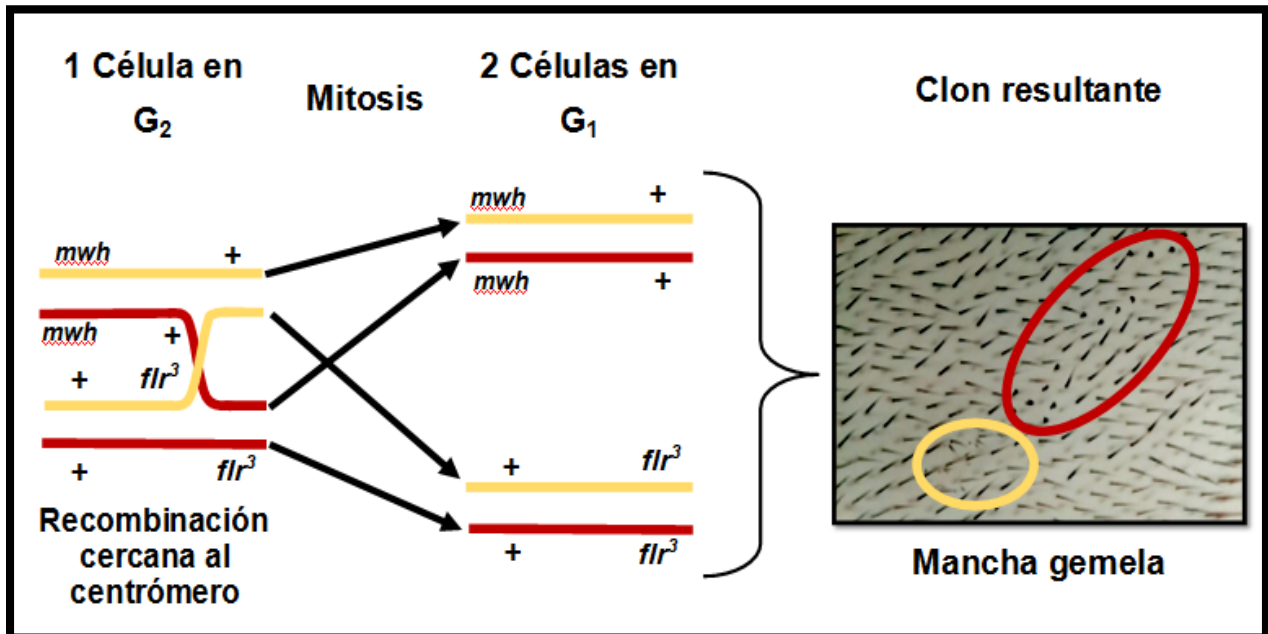 1 Célula en
G₂
Mitosis
2 Células en
G₁
Clon resultante
mwh +
mwh +
+ flr³
+ flr³
Recombinación
cercana al
centrómero
mwh +
mwh +
+ flr³
+ flr³
Mancha gemela